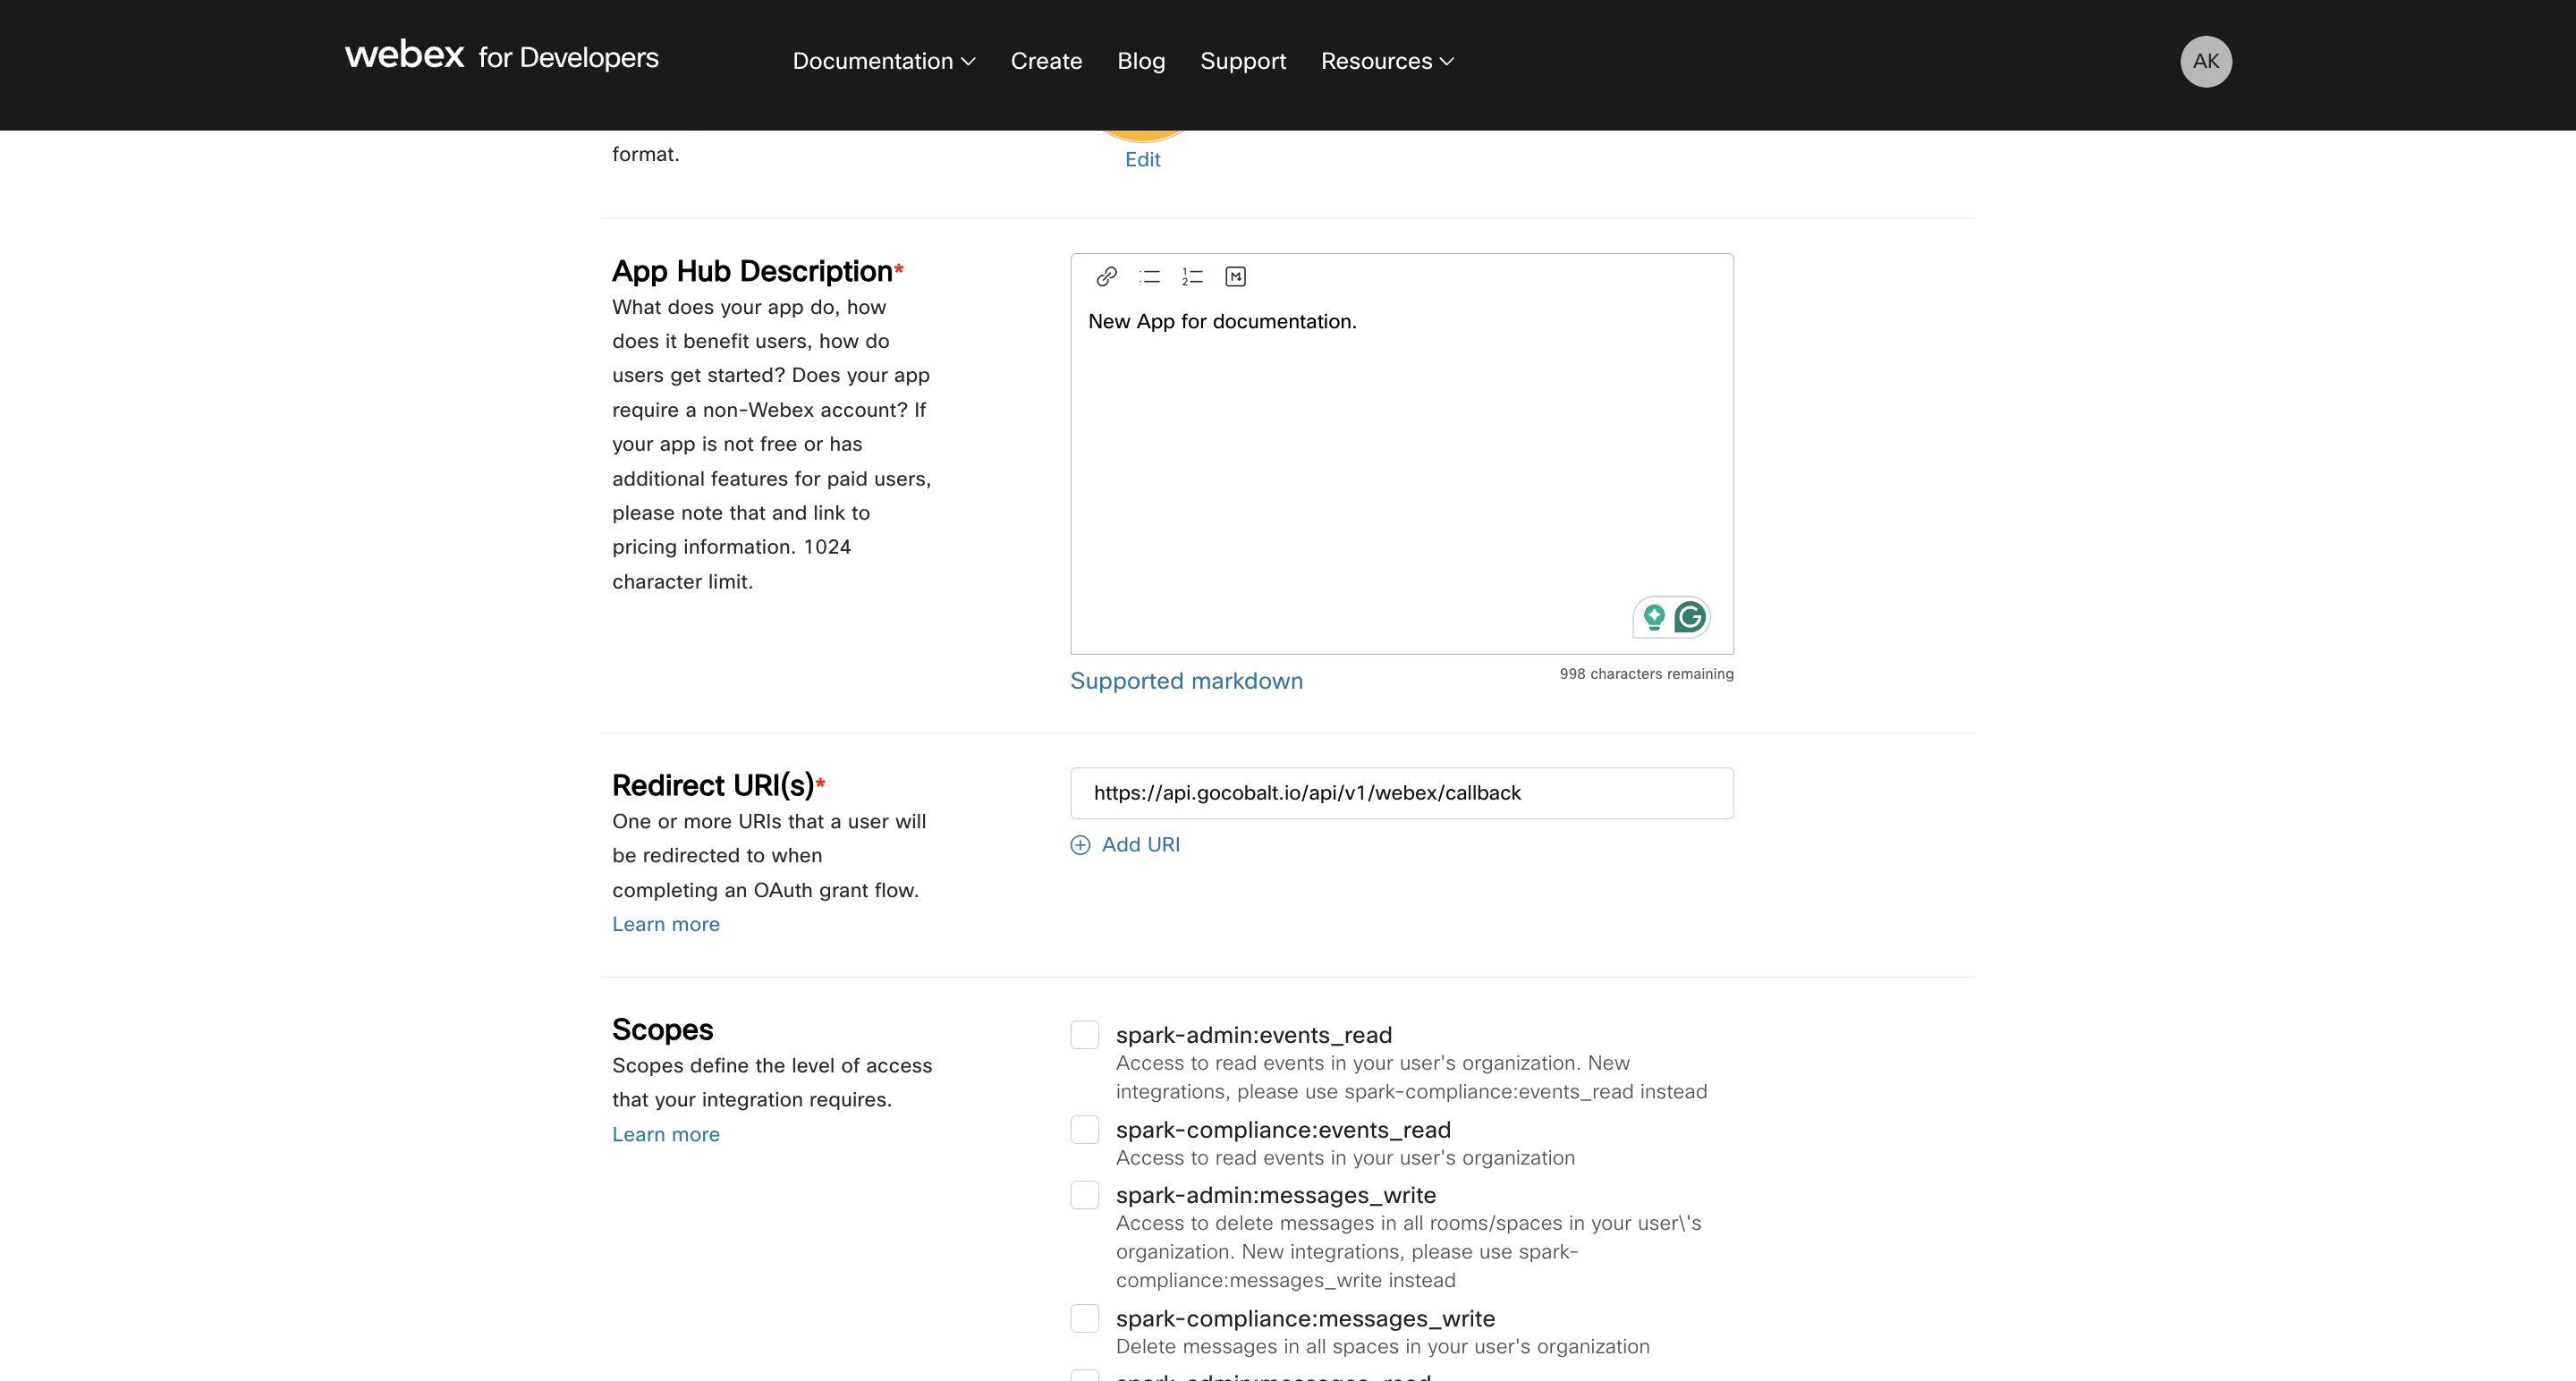 webex for Developers
Documentation
Create
Blog
Support
Resources
AK
format.
Edit
App Hub Description*
What does your app do, how
does it benefit users, how do
users get started? Does your app
require a non-Webex account? If
your app is not free or has
additional features for paid users,
please note that and link to
pricing information. 1024
character limit.
New App for documentation.
Supported markdown
998 characters remaining
Redirect URI(s)*
One or more URIs that a user will
be redirected to when
completing an OAuth grant flow.
Learn more
https://api.gocobalt.io/api/v1/webex/callback
Add URI
Scopes
Scopes define the level of access
that your integration requires.
Learn more
spark-admin:events_read
Access to read events in your user's organization. New
integrations, please use spark-compliance:events_read instead
spark-compliance:events_read
Access to read events in your user's organization
spark-admin:messages_write
Access to delete messages in all rooms/spaces in your user\'s
organization. New integrations, please use spark-
compliance:messages_write instead
spark-compliance:messages_write
Delete messages in all spaces in your user's organization